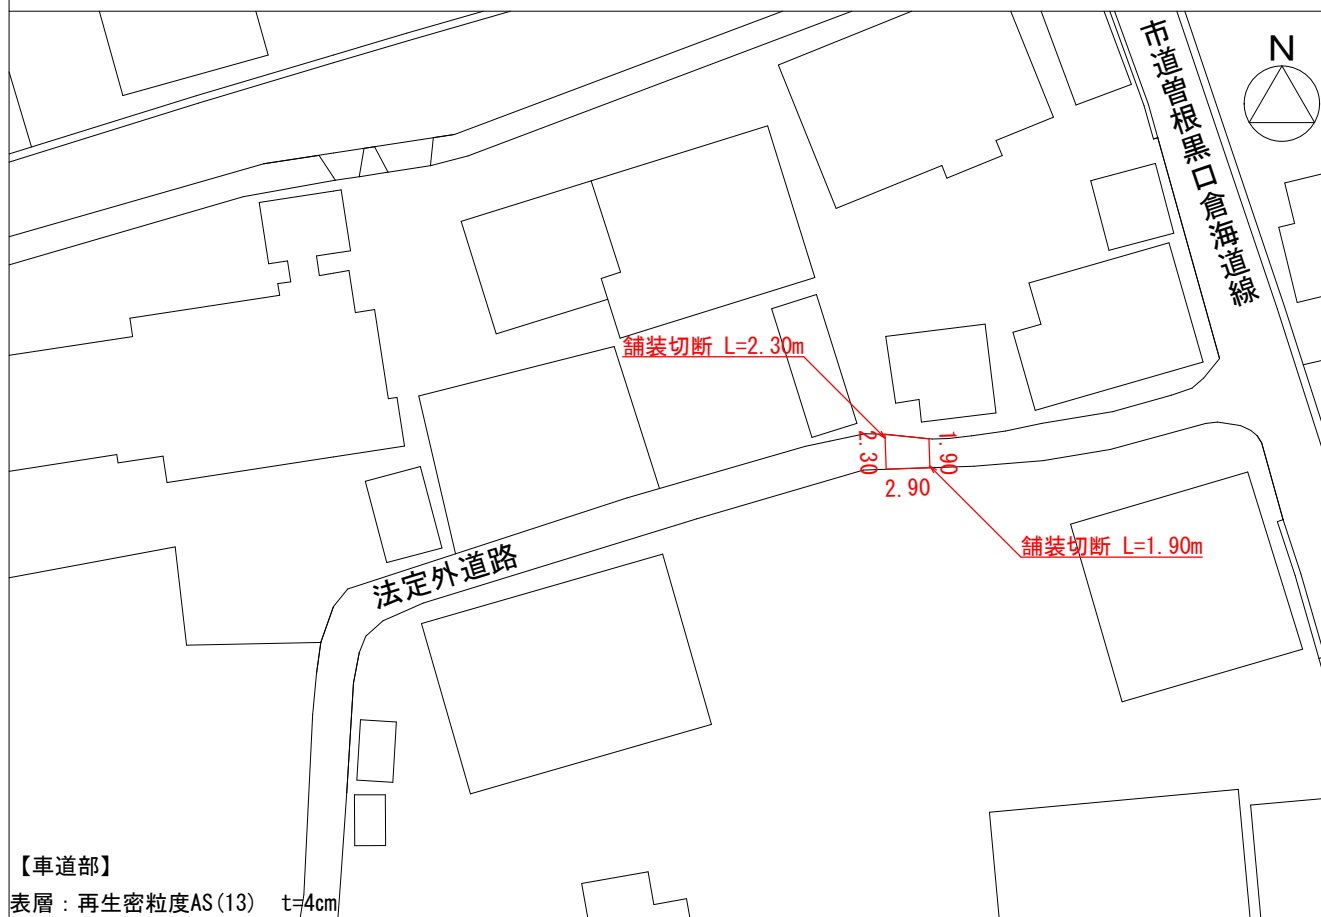 市道曽根黒口倉海道線
N
舗装切断 L=2.30m
2.30
1.90
2.90
舗装切断 L=1.90m
法定外道路
【車道部】
表層：再生密粒度AS(13) t=4cm